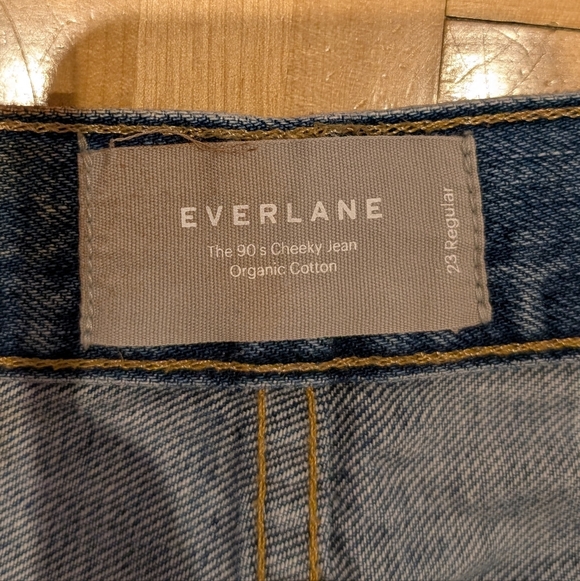 EVERLANE
The 90's Cheeky Jean
Organic Cotton
23 Regular